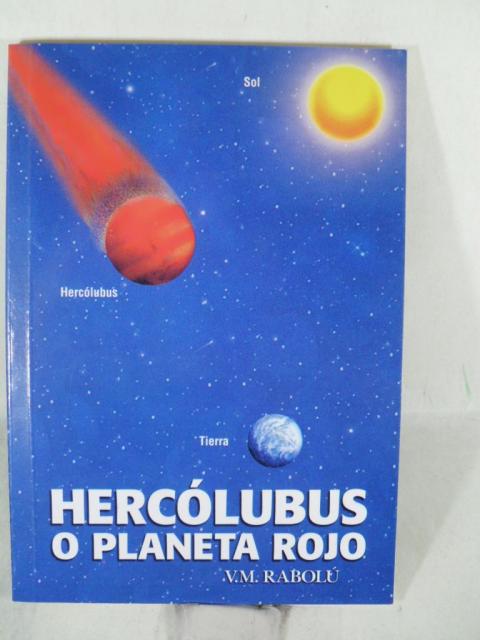 Sol
Hercólubus
Tierra
HERCÓLUBUS
O PLANETA ROJO
V.M. RABOLÚ